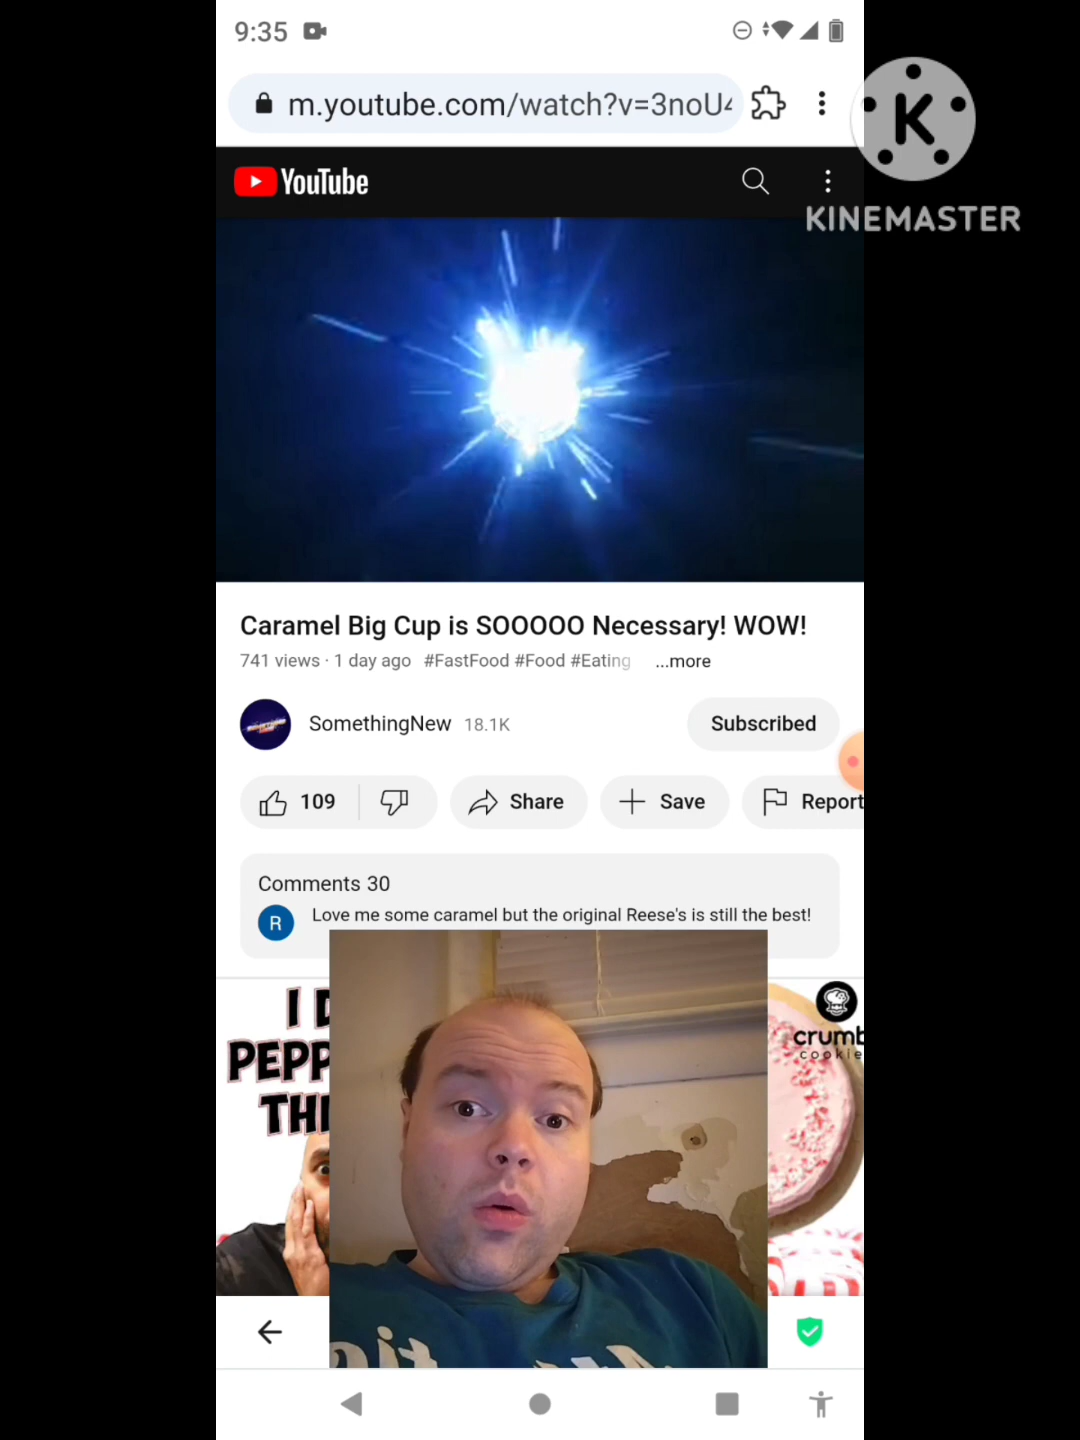 9:35
m.youtube.com/watch?v=3noU
K
KINEMASTER
YouTube
Caramel Big Cup is SOOOOO Necessary! WOW!
741 views · 1 day ago #FastFood #Food #Eating ...more
SomethingNew 18.1K
Subscribed
109
Share
Save
Report
Comments 30
R
Love me some caramel but the original Reese's is still the best!
I D
PEPP
THI
crumb
cookie